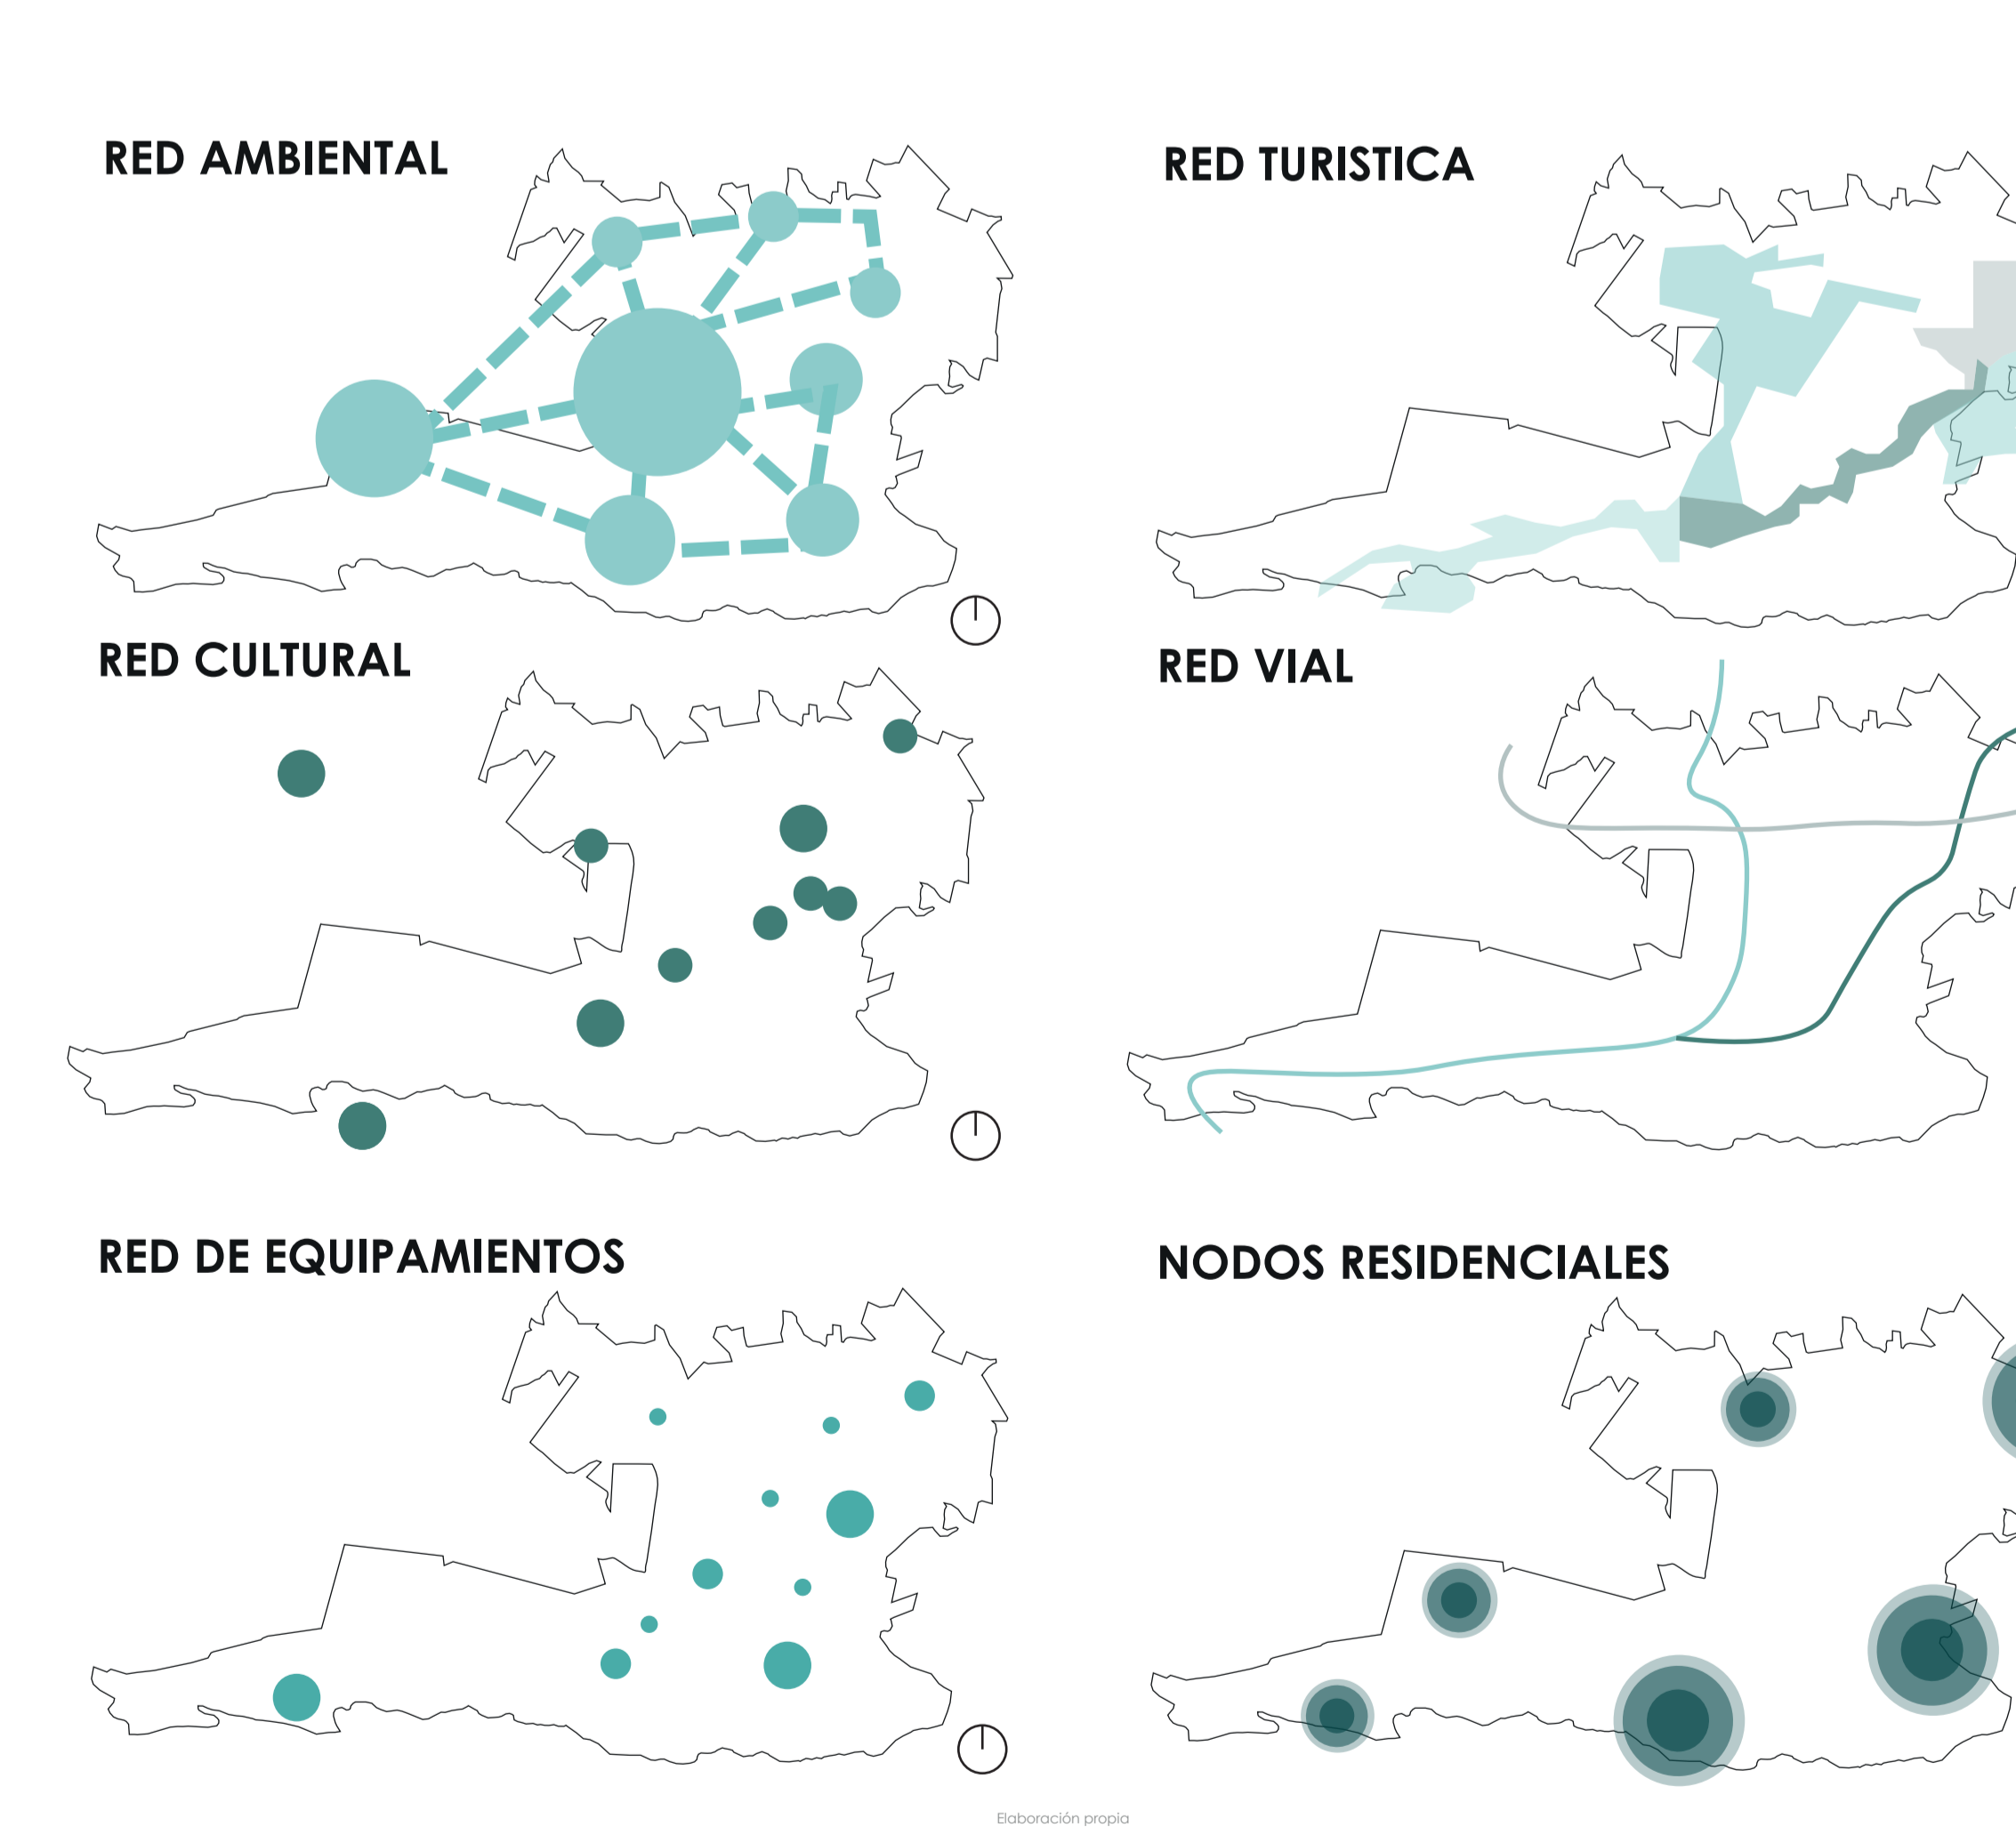 RED AMBIENTAL
RED TURISTICA
RED CULTURAL
RED VIAL
RED DE EQUIPAMIENTOS
NODOS RESIDENCIALES
Elaboración propia